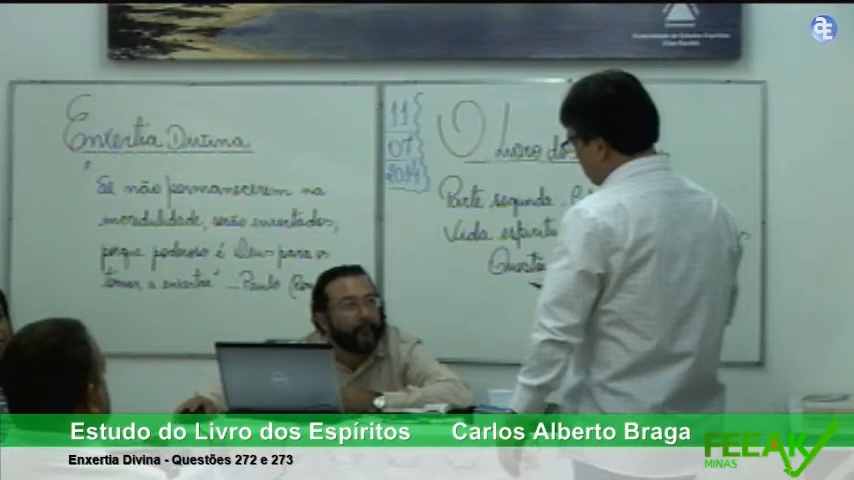 Enxertia Divina
"Se não permanecerem na
incredulidade, serão enxertados,
porque poderoso é Deus para os
tornar a enxertar" - Paulo
11
07
2014
O Livro
Parte segunda -
Vida
Estudo do Livro dos Espíritos Carlos Alberto Braga
FEEAK
MINAS
Enxertia Divina - Questões 272 e 273